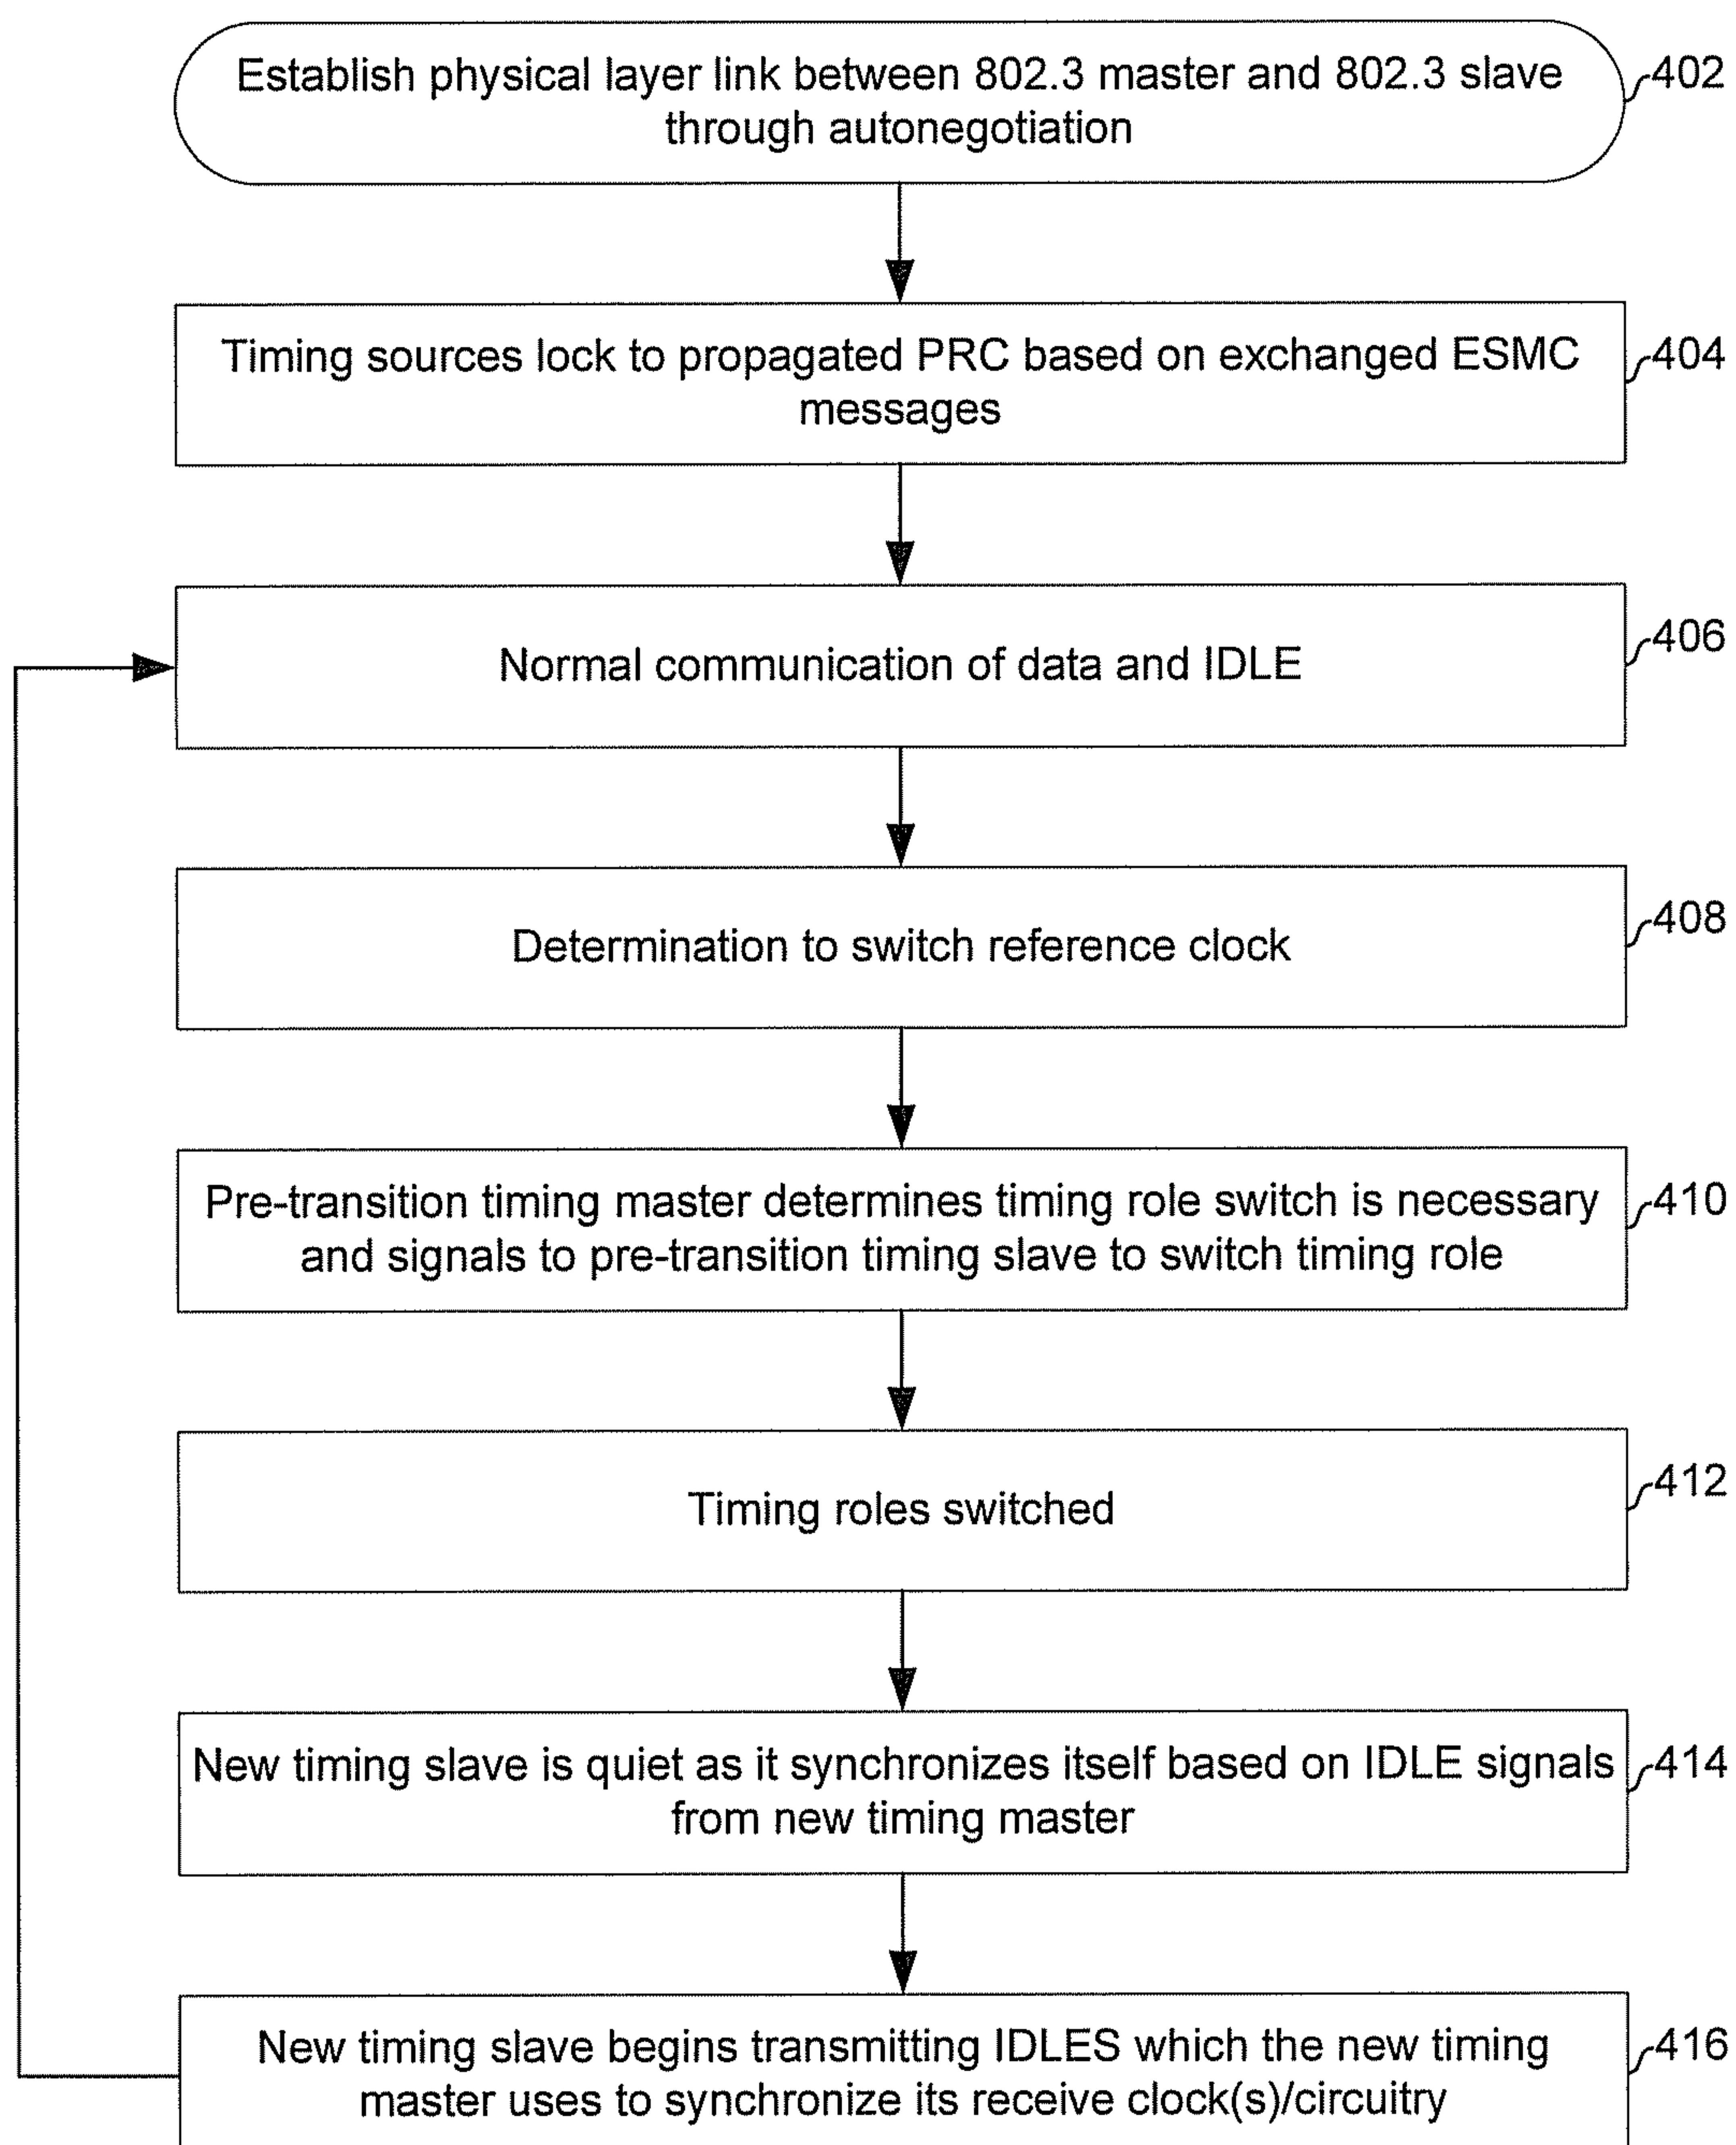 Establish physical layer link between 802.3 master and 802.3 slave
through autonegotiation
402
Timing sources lock to propagated PRC based on exchanged ESMC
messages
404
Normal communication of data and IDLE
406
Determination to switch reference clock
408
Pre-transition timing master determines timing role switch is necessary
and signals to pre-transition timing slave to switch timing role
410
Timing roles switched
412
New timing slave is quiet as it synchronizes itself based on IDLE signals
from new timing master
414
New timing slave begins transmitting IDLES which the new timing
master uses to synchronize its receive clock(s)/circuitry
416